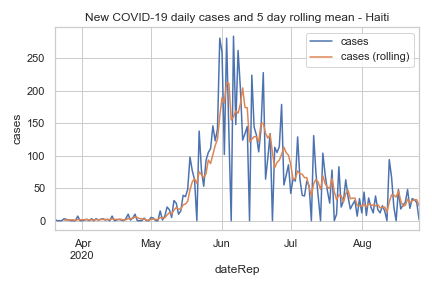 New COVID-19 daily cases and 5 day rolling mean - Haiti
cases
cases (rolling)
250
200
150
100
50
0
cases
Apr
2020
May
Jun
Jul
Aug
dateRep